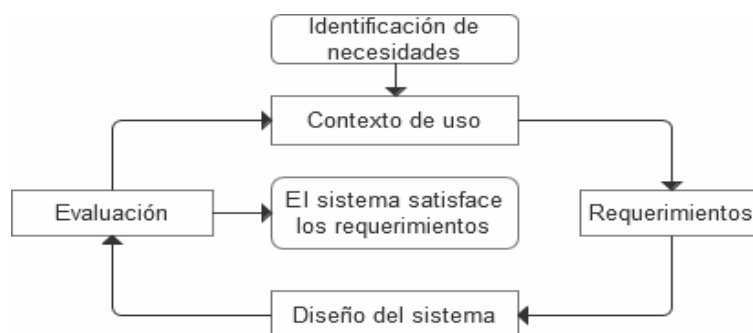 Identificación de
necesidades
Contexto de uso
Evaluación
El sistema satisface
los requerimientos
Requerimientos
Diseño del sistema